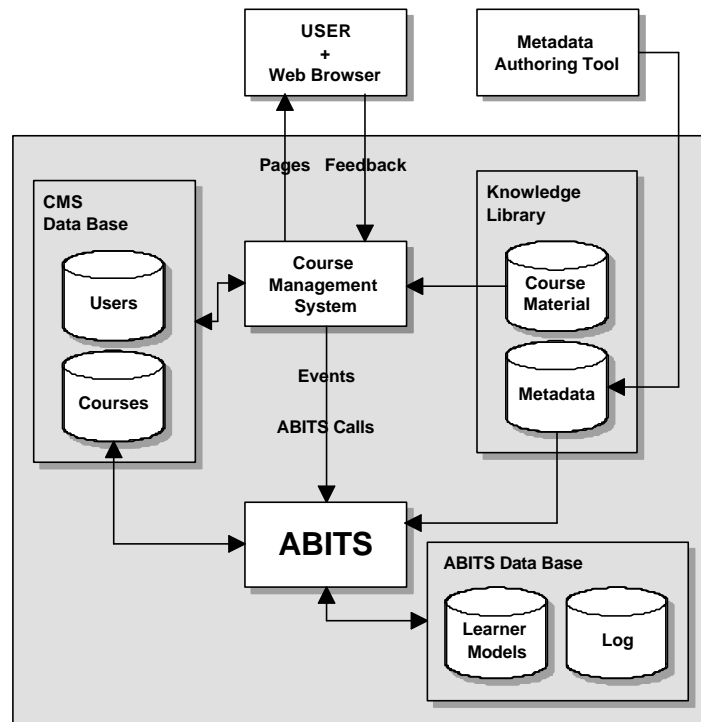 USER
+
Web Browser
Metadata
Authoring Tool
Pages
Feedback
CMS
Data Base
Users
Courses
Course
Management
System
Knowledge
Library
Course
Material
Metadata
Events
ABITS Calls
ABITS
ABITS Data Base
Learner
Models
Log